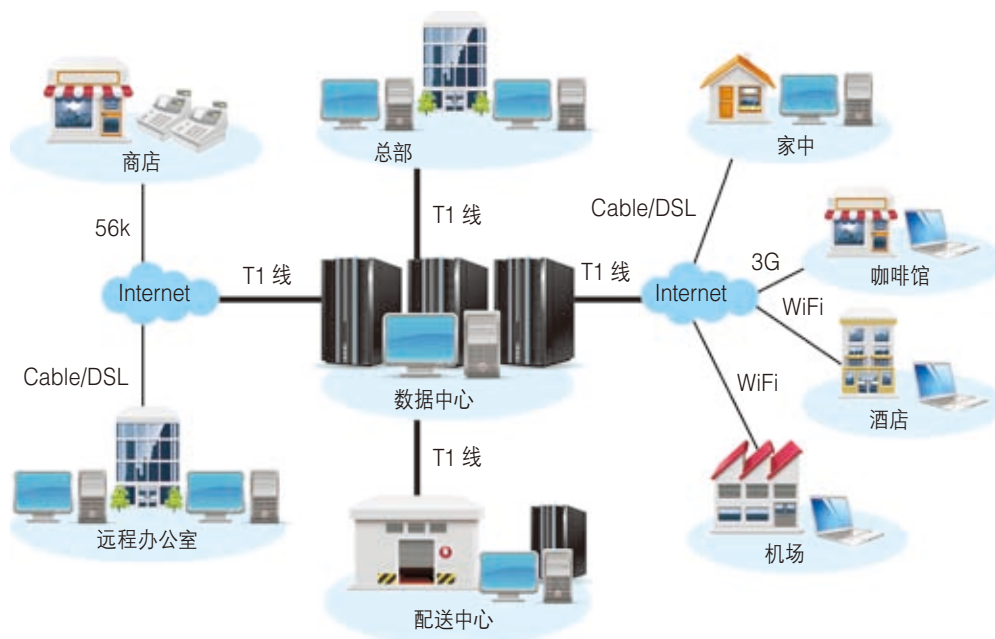 商店
总部
家中
56k
T1 线
Cable/DSL
Internet
T1 线
T1 线
Internet
3G
咖啡馆
WiFi
酒店
Cable/DSL
数据中心
WiFi
T1 线
远程办公室
配送中心
机场